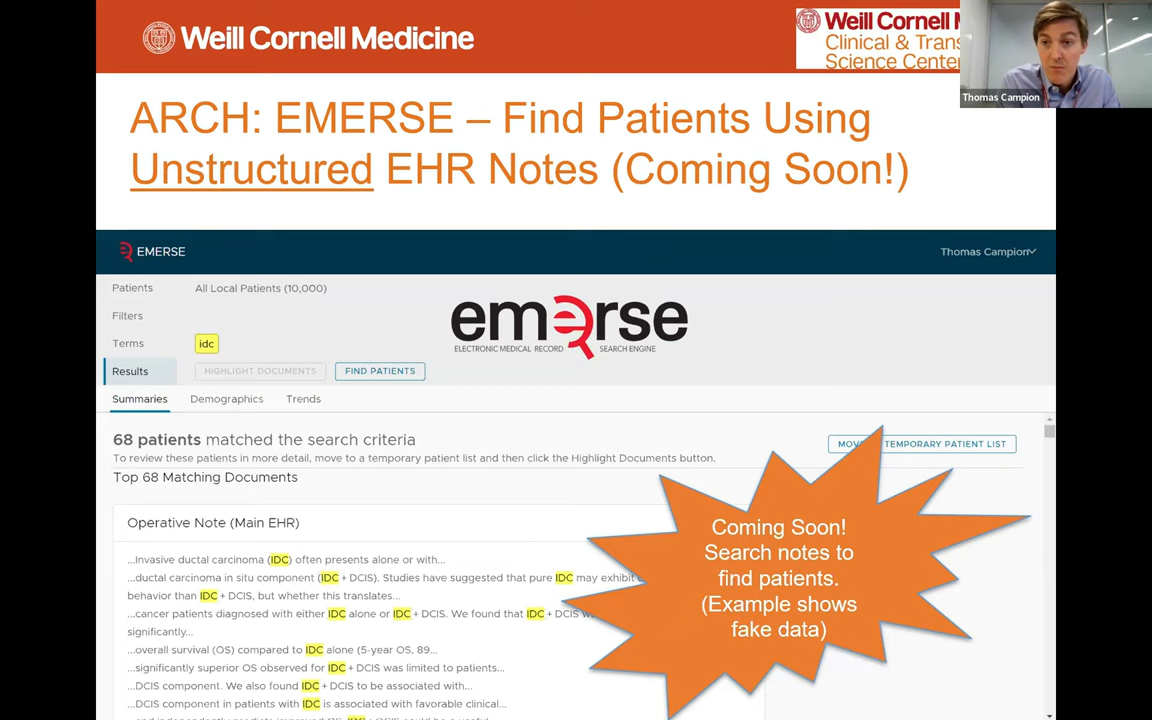 Weill Cornell Medicine
Weill Cornell
Clinical &
Science Center
Thomas Campion
ARCH: EMERSE – Find Patients Using
Unstructured EHR Notes (Coming Soon!)
EMERSE
Thomas Campion
Patients
All Local Patients (10,000)
Filters
Terms
idc
emerse
ELECTRONIC MEDICAL RECORD SEARCH ENGINE
Results
HIGHLIGHT DOCUMENTS
FIND PATIENTS
Summaries
Demographics
Trends
68 patients matched the search criteria
TEMPORARY PATIENT LIST
To review these patients in more detail, move to a temporary patient list and then click the Highlight Documents button.
Top 68 Matching Documents
Operative Note (Main EHR)
...Invasive ductal carcinoma (IDC) often presents alone or with...
...ductal carcinoma in situ component (IDC + DCIS). Studies have suggested that pure IDC may exhibit
behavior than IDC + DCIS, but whether this translates...
...cancer patients diagnosed with either IDC alone or IDC + DCIS. We found that IDC + DCIS
significantly...
...overall survival (OS) compared to IDC alone (5-year OS, 89...
...significantly superior OS observed for IDC + DCIS was limited to patients...
...DCIS component. We also found IDC + DCIS to be associated with...
...DCIS component in patients with IDC is associated with favorable clinical...
Coming Soon!
Search notes to
find patients.
(Example shows
fake data)